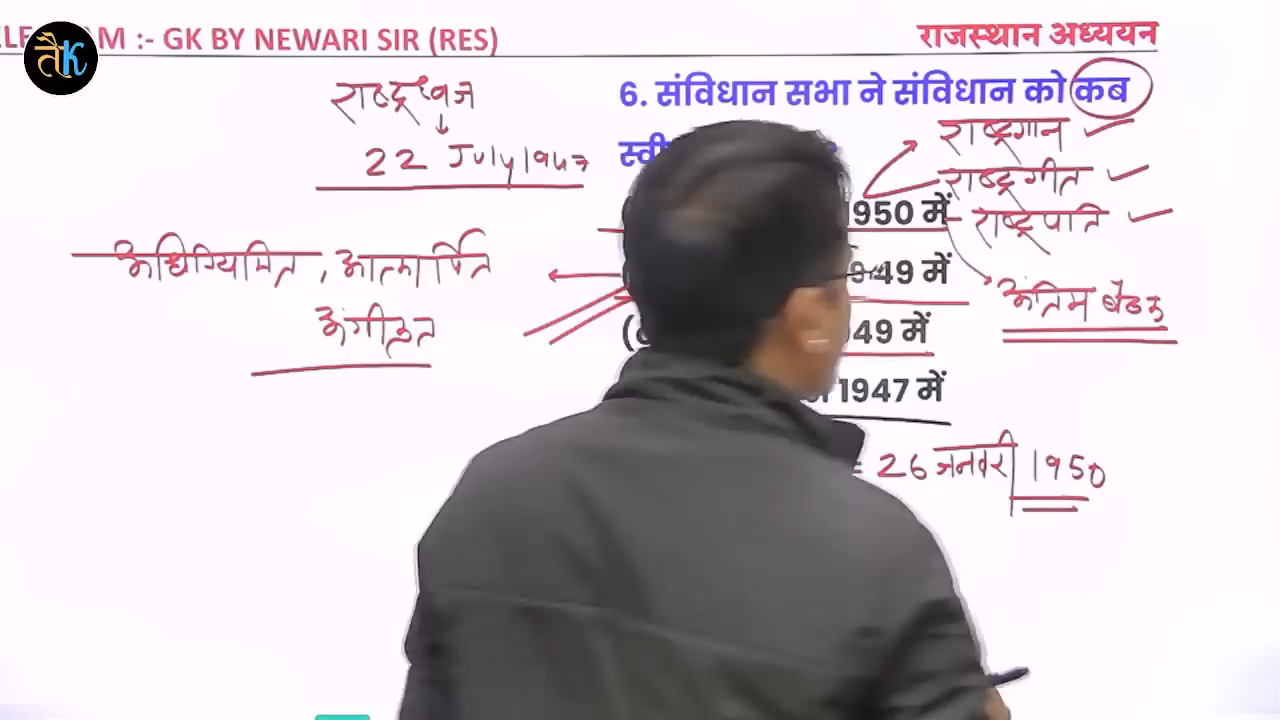 AM :- GK BY NEWARI SIR (RES)
राजस्थान अध्ययन
तैK
राष्ट्रध्वज
22 July 1947
6. संविधान सभा ने संविधान को कब
राष्ट्रगान
राष्ट्रगीत
1950 में
राष्ट्रपति
अधिनियमित, आत्मार्पित
49 में
अंतिम बैठक
अंगीकृत
49 में
1947 में
= 26 जनवरी 1950